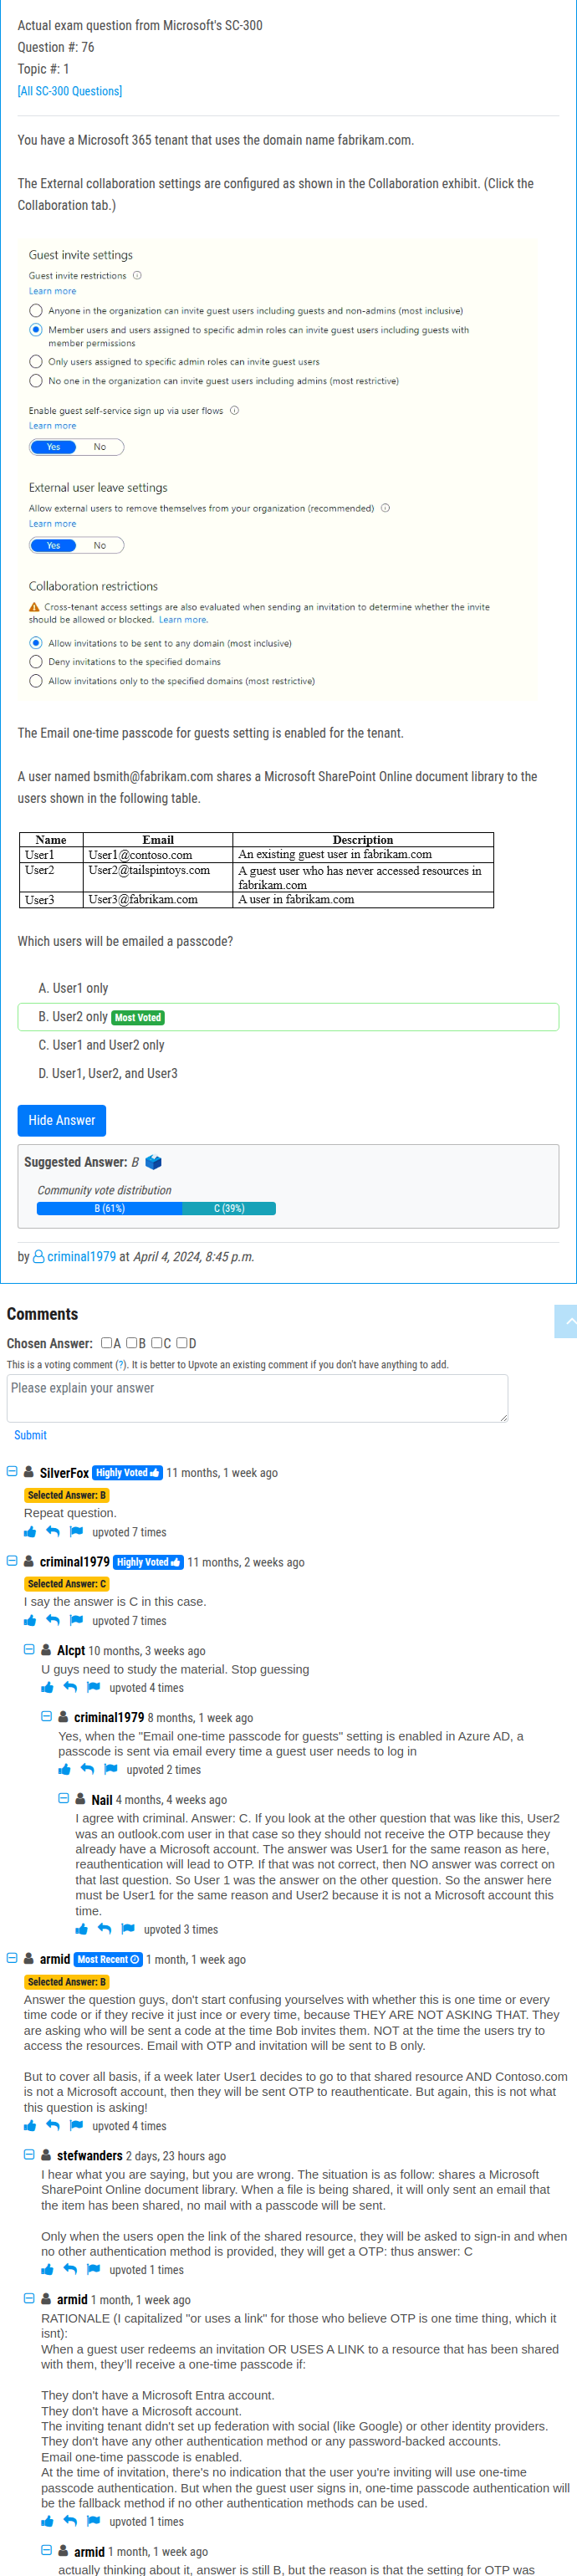 Actual exam question from Microsoft's SC-300
Question #: 76
Topic #: 1
[All SC-300 Questions]
You have a Microsoft 365 tenant that uses the domain name fabrikam.com.
The External collaboration settings are configured as shown in the Collaboration exhibit. (Click the
Collaboration tab.)
Guest invite settings
Guest invite restrictions
Learn more
Anyone in the organization can invite guest users including guests and non-admins (most inclusive)
Member users and users assigned to specific admin roles can invite guest users including guests with
member permissions
Only users assigned to specific admin roles can invite guest users
No one in the organization can invite guest users including admins (most restrictive)
Enable guest self-service sign up via user flows
Learn more
Yes No
External user leave settings
Allow external users to remove themselves from your organization (recommended)
Learn more
Yes No
Collaboration restrictions
Cross-tenant access settings are also evaluated when sending an invitation to determine whether the invite
should be allowed or blocked. Learn more.
Allow invitations to be sent to any domain (most inclusive)
Deny invitations to the specified domains
Allow invitations only to the specified domains (most restrictive)
The Email one-time passcode for guests setting is enabled for the tenant.
A user named bsmith@fabrikam.com shares a Microsoft SharePoint Online document library to the
users shown in the following table.
Name Email Description
User1 User1@contoso.com An existing guest user in fabrikam.com
User2 User2@tailspintoys.com A guest user who has never accessed resources in
fabrikam.com
User3 User3@fabrikam.com A user in fabrikam.com
Which users will be emailed a passcode?
A. User1 only
B. User2 only Most Voted
C. User1 and User2 only
D. User1, User2, and User3
Hide Answer
Suggested Answer: B
Community vote distribution
B (61%) C (39%)
by criminal1979 at April 4, 2024, 8:45 p.m.
Comments
Chosen Answer: A B C D
This is a voting comment (?). It is better to Upvote an existing comment if you don't have anything to add.
Please explain your answer
Submit
SilverFox Highly Voted 11 months, 1 week ago
Selected Answer: B
Repeat question.
upvoted 7 times
criminal1979 Highly Voted 11 months, 2 weeks ago
Selected Answer: C
I say the answer is C in this case.
upvoted 7 times
Alcpt 10 months, 3 weeks ago
U guys need to study the material. Stop guessing
upvoted 4 times
criminal1979 8 months, 1 week ago
Yes, when the "Email one-time passcode for guests" setting is enabled in Azure AD, a
passcode is sent via email every time a guest user needs to log in
upvoted 2 times
Nail 4 months, 4 weeks ago
I agree with criminal. Answer: C. If you look at the other question that was like this, User2
was an outlook.com user in that case so they should not receive the OTP because they
already have a Microsoft account. The answer was User1 for the same reason as here,
reauthentication will lead to OTP. If that was not correct, then NO answer was correct on
that last question. So User 1 was the answer on the other question. So the answer here
must be User1 for the same reason and User2 because it is not a Microsoft account this
time.
upvoted 3 times
armid Most Recent 1 month, 1 week ago
Selected Answer: B
Answer the question guys, don't start confusing yourselves with whether this is one time or every
time code or if they recive it just ince or every time, because THEY ARE NOT ASKING THAT. They
are asking who will be sent a code at the time Bob invites them. NOT at the time the users try to
access the resources. Email with OTP and invitation will be sent to B only.
But to cover all basis, if a week later User1 decides to go to that shared resource AND Contoso.com
is not a Microsoft account, then they will be sent OTP to reauthenticate. But again, this is not what
this question is asking!
upvoted 4 times
stefwanders 2 days, 23 hours ago
I hear what you are saying, but you are wrong. The situation is as follow: shares a Microsoft
SharePoint Online document library. When a file is being shared, it will only sent an email that
the item has been shared, no mail with a passcode will be sent.
Only when the users open the link of the shared resource, they will be asked to sign-in and when
no other authentication method is provided, they will get a OTP: thus answer: C
upvoted 1 times
armid 1 month, 1 week ago
RATIONALE (I capitalized "or uses a link" for those who believe OTP is one time thing, which it
isnt):
When a guest user redeems an invitation OR USES A LINK to a resource that has been shared
with them, they'll receive a one-time passcode if:
They don't have a Microsoft Entra account.
They don't have a Microsoft account.
The inviting tenant didn't set up federation with social (like Google) or other identity providers.
They don't have any other authentication method or any password-backed accounts.
Email one-time passcode is enabled.
At the time of invitation, there's no indication that the user you're inviting will use one-time
passcode authentication. But when the guest user signs in, one-time passcode authentication will
be the fallback method if no other authentication methods can be used.
upvoted 1 times
armid 1 month, 1 week ago
actually thinking about it, answer is still B, but the reason is that the setting for OTP was